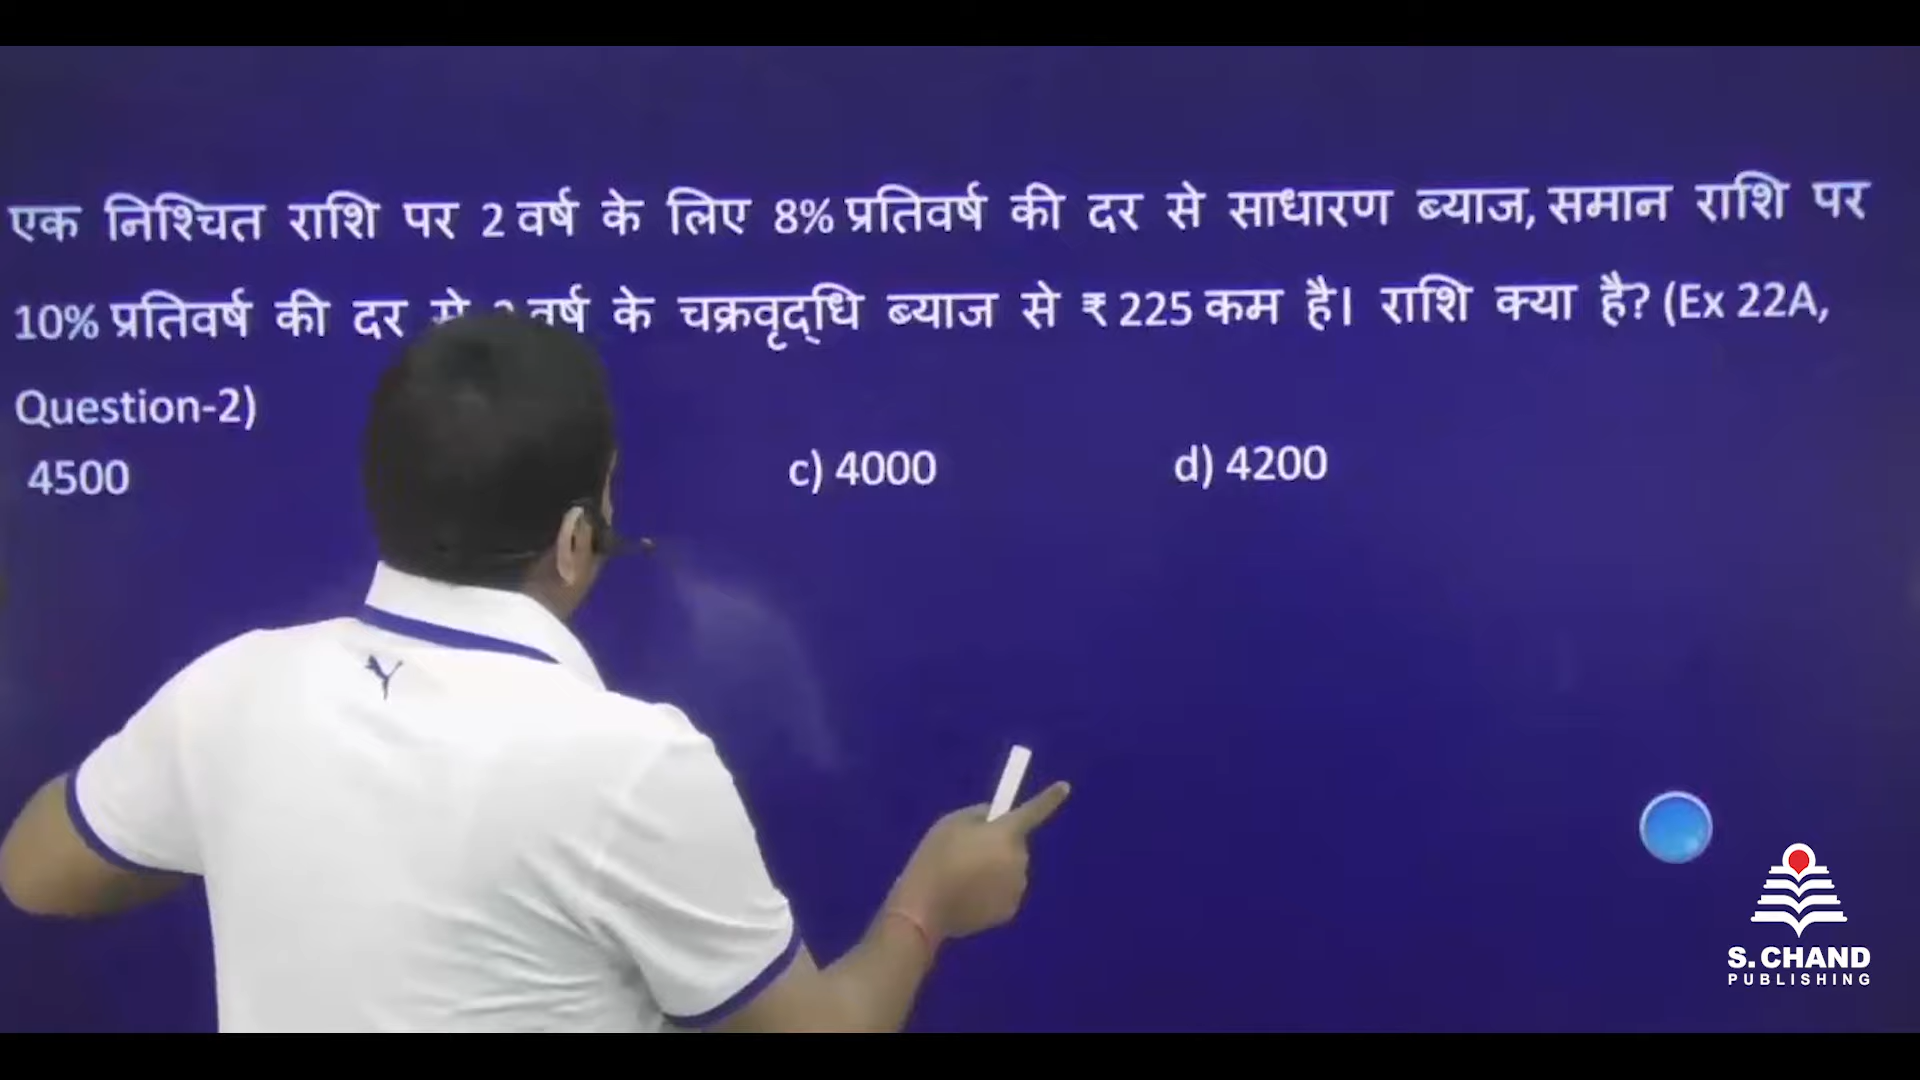 एक निश्चित राशि पर 2 वर्ष के लिए 8% प्रतिवर्ष की दर से साधारण ब्याज, समान राशि पर
10% प्रतिवर्ष की दर वर्ष के चक्रवृद्धि ब्याज से ₹ 225 कम है। राशि क्या है? (Ex 22A,
Question-2)
4500 c) 4000 d) 4200
S. CHAND
PUBLISHING